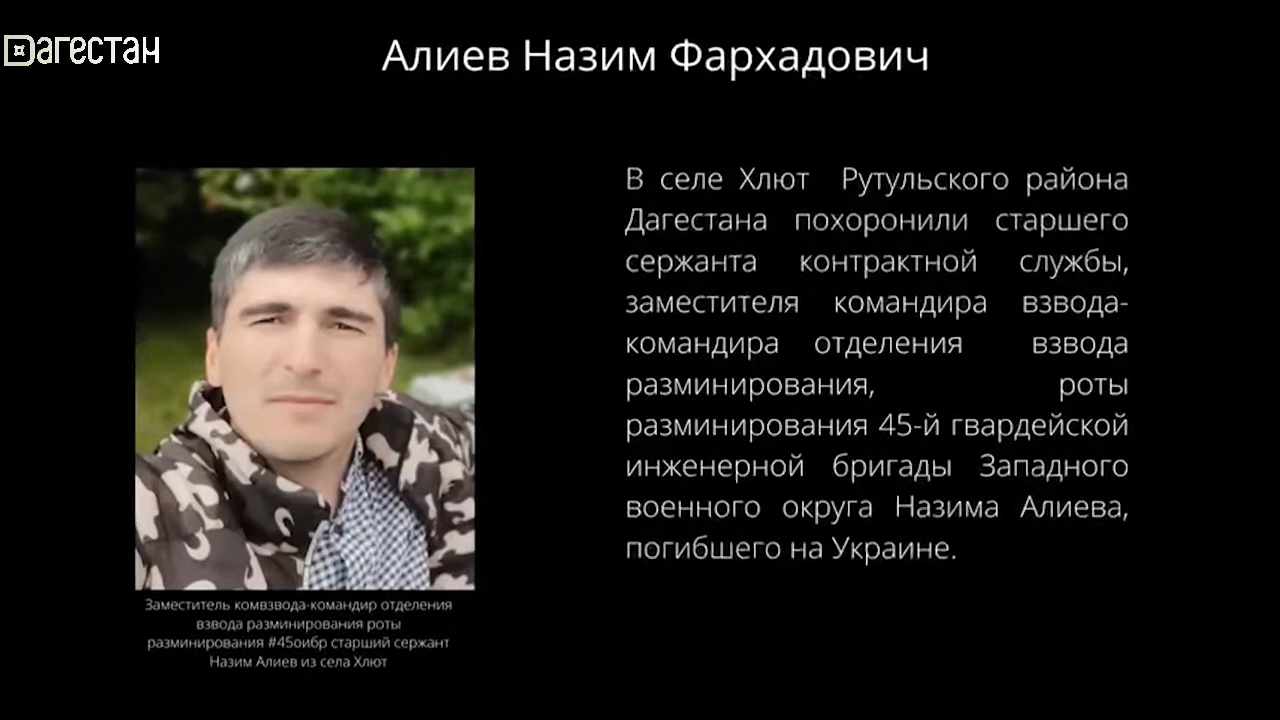 Дагестан
Алиев Назим Фархадович
В селе Хлют Рутульского района
Дагестана похоронили старшего
сержанта контрактной службы,
заместителя командира взвода-
командира отделения взвода
разминирования, роты
разминирования 45-й гвардейской
инженерной бригады Западного
военного округа Назима Алиева,
погибшего на Украине.
Заместитель комвзвода-командир отделения
взвода разминирования роты
разминирования #45оибр старший сержант
Назим Алиев из села Хлют